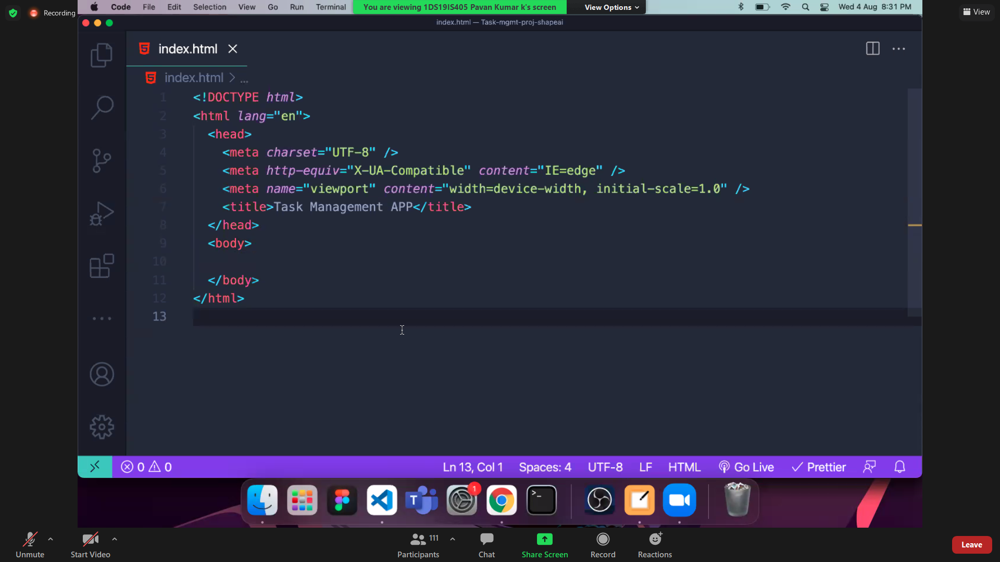 Recording
Code File Edit Selection View Go Run Terminal
You are viewing 1DS19IS405 Pavan Kumar k's screen
View Options
Wed 4 Aug 8:31 PM
View
index.html — Task-mgmt-proj-shapeai
index.html
index.html > ...
1 <!DOCTYPE html>
2 <html lang="en">
3 <head>
4 <meta charset="UTF-8" />
5 <meta http-equiv="X-UA-Compatible" content="IE=edge" />
6 <meta name="viewport" content="width=device-width, initial-scale=1.0" />
7 <title>Task Management APP</title>
8 </head>
9 <body>
10
11 </body>
12 </html>
13
0 0 Ln 13, Col 1 Spaces: 4 UTF-8 LF HTML Go Live Prettier
T
1
>_
111
Unmute Start Video Participants Chat Share Screen Record Reactions Leave